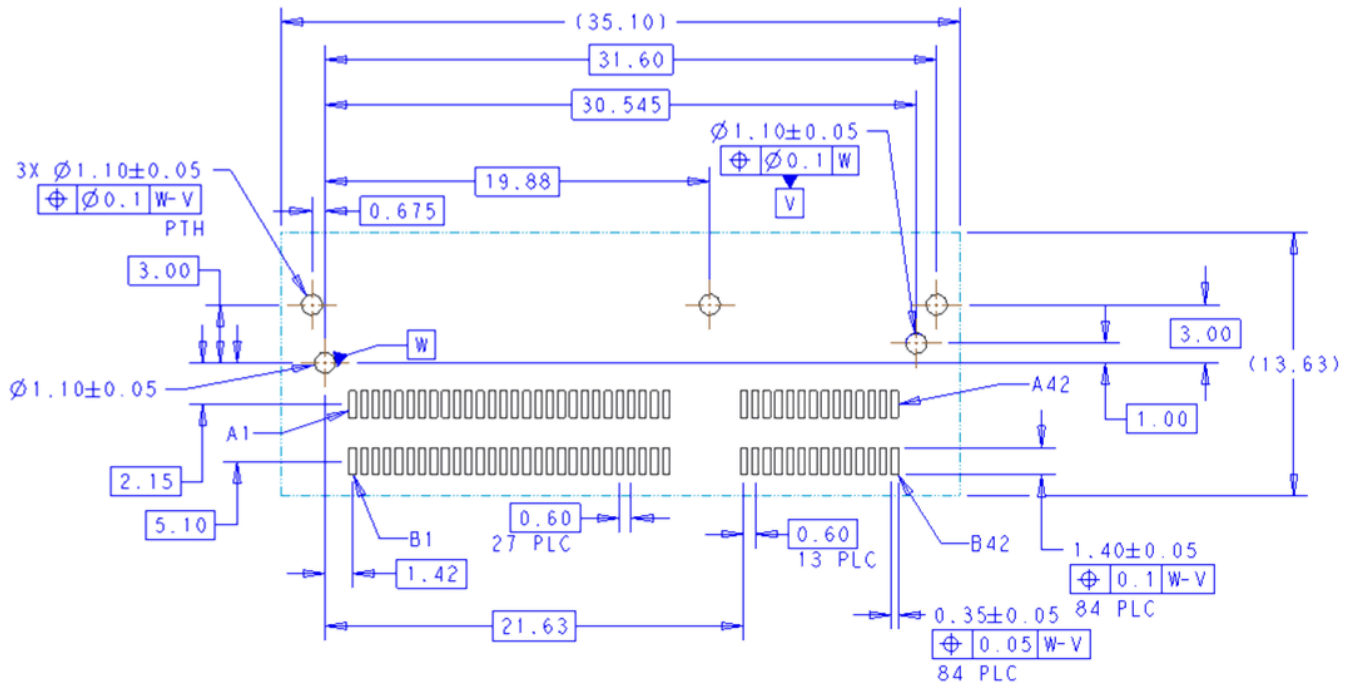 (35.10)
31.60
30.545
Ø1.10±0.05
⌖ Ø0.1 W
V
3X Ø1.10±0.05
⌖ Ø0.1 W-V
PTH
19.88
0.675
3.00
W
3.00
(13.63)
Ø1.10±0.05
A42
A1
1.00
2.15
5.10
0.60
27 PLC
0.60
13 PLC
B1
B42
1.42
1.40±0.05
⌖ 0.1 W-V
84 PLC
21.63
0.35±0.05
⌖ 0.05 W-V
84 PLC